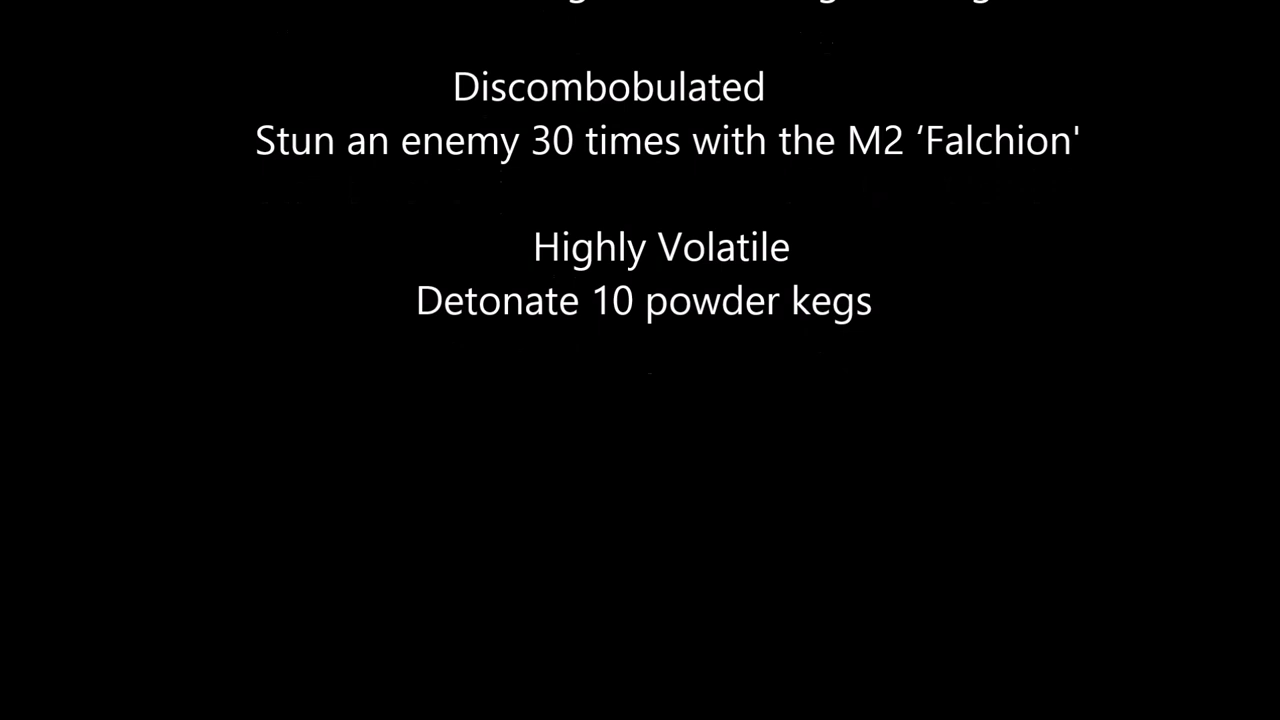 Discombobulated
Stun an enemy 30 times with the M2 ‘Falchion'
Highly Volatile
Detonate 10 powder kegs